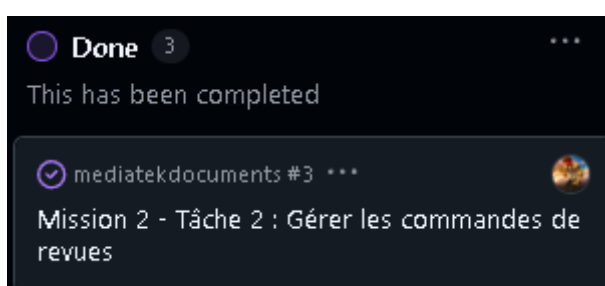 Done 3
This has been completed
mediatekdocuments #3
Mission 2 - Tâche 2 : Gérer les commandes de
revues